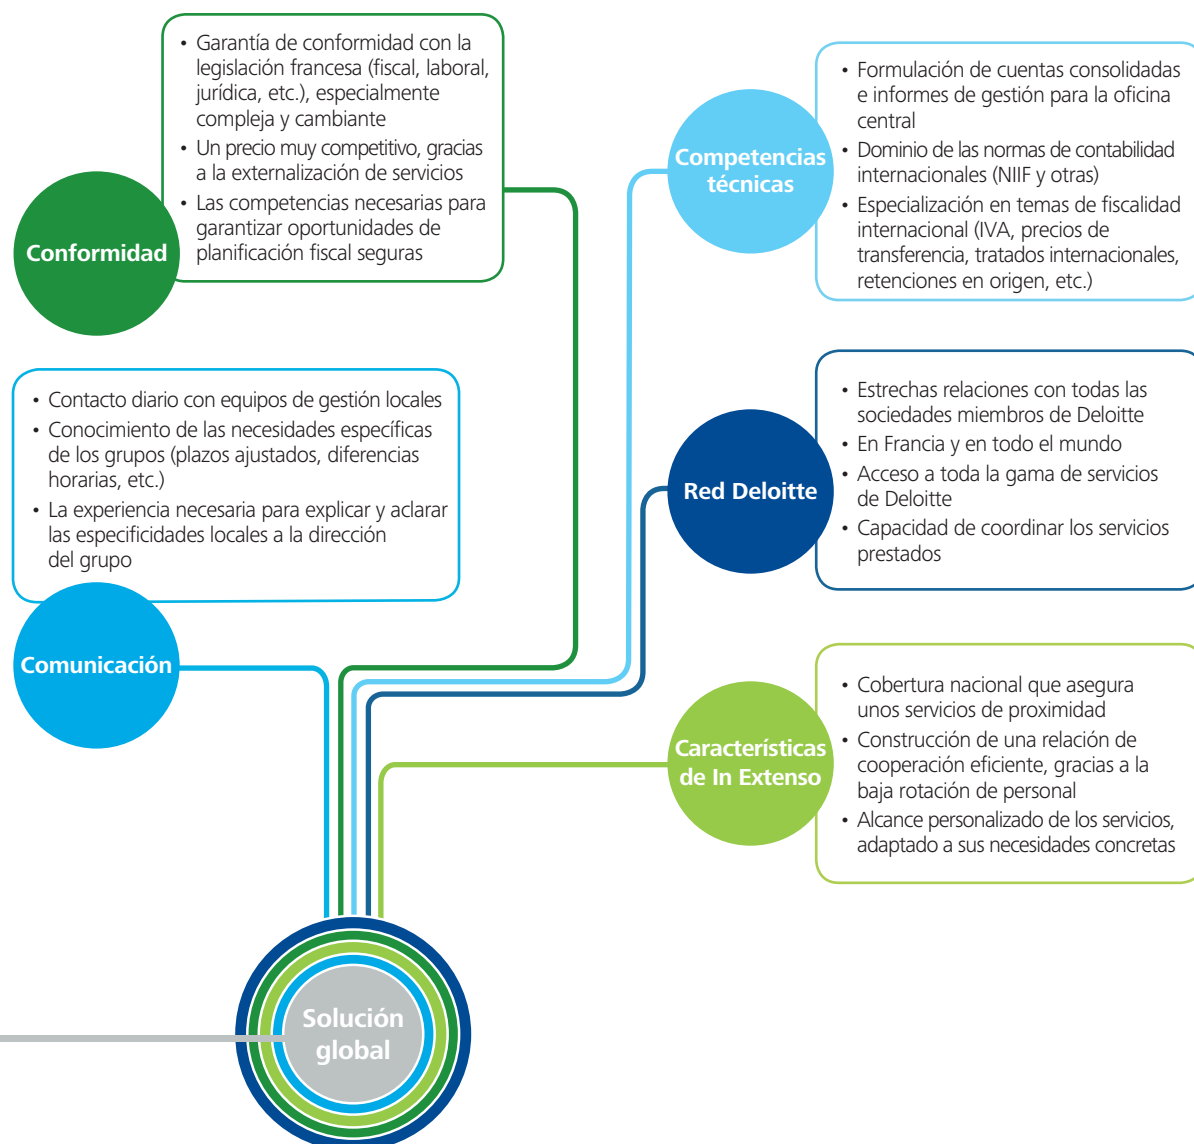 • Garantía de conformidad con la
legislación francesa (fiscal, laboral,
jurídica, etc.), especialmente
compleja y cambiante
• Un precio muy competitivo, gracias
a la externalización de servicios
• Las competencias necesarias para
garantizar oportunidades de
planificación fiscal seguras
Conformidad
• Contacto diario con equipos de gestión locales
• Conocimiento de las necesidades específicas
de los grupos (plazos ajustados, diferencias
horarias, etc.)
• La experiencia necesaria para explicar y aclarar
las especificidades locales a la dirección
del grupo
Comunicación
Competencias
técnicas
• Formulación de cuentas consolidadas
e informes de gestión para la oficina
central
• Dominio de las normas de contabilidad
internacionales (NIIF y otras)
• Especialización en temas de fiscalidad
internacional (IVA, precios de
transferencia, tratados internacionales,
retenciones en origen, etc.)
Red Deloitte
• Estrechas relaciones con todas las
sociedades miembros de Deloitte
• En Francia y en todo el mundo
• Acceso a toda la gama de servicios
de Deloitte
• Capacidad de coordinar los servicios
prestados
Características
de In Extenso
• Cobertura nacional que asegura
unos servicios de proximidad
• Construcción de una relación de
cooperación eficiente, gracias a la
baja rotación de personal
• Alcance personalizado de los servicios,
adaptado a sus necesidades concretas
Solución
global